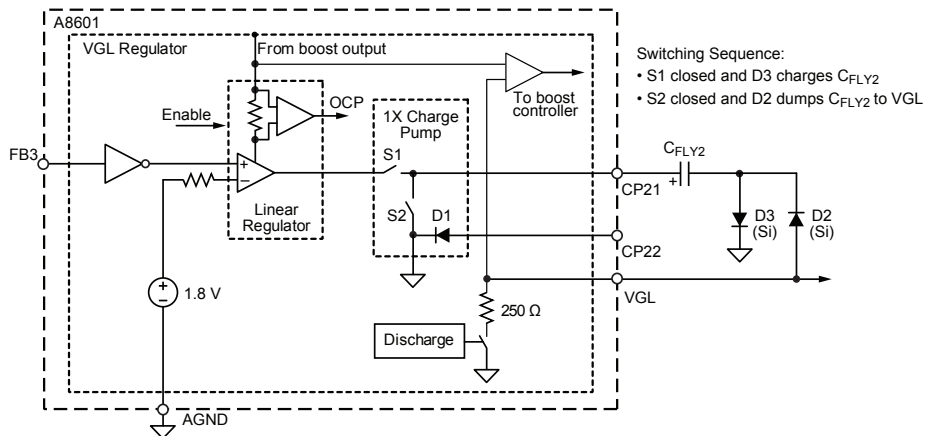 A8601
VGL Regulator
From boost output
Enable
OCP
To boost
controller
1X Charge
Pump
FB3
S1
S2
D1
+
–
Linear
Regulator
+
–
1.8 V
250 Ω
Discharge
AGND
CP21
CP22
VGL
Switching Sequence:
• S1 closed and D3 charges CFLY2
• S2 closed and D2 dumps CFLY2 to VGL
CFLY2
+
D3
(Si)
D2
(Si)